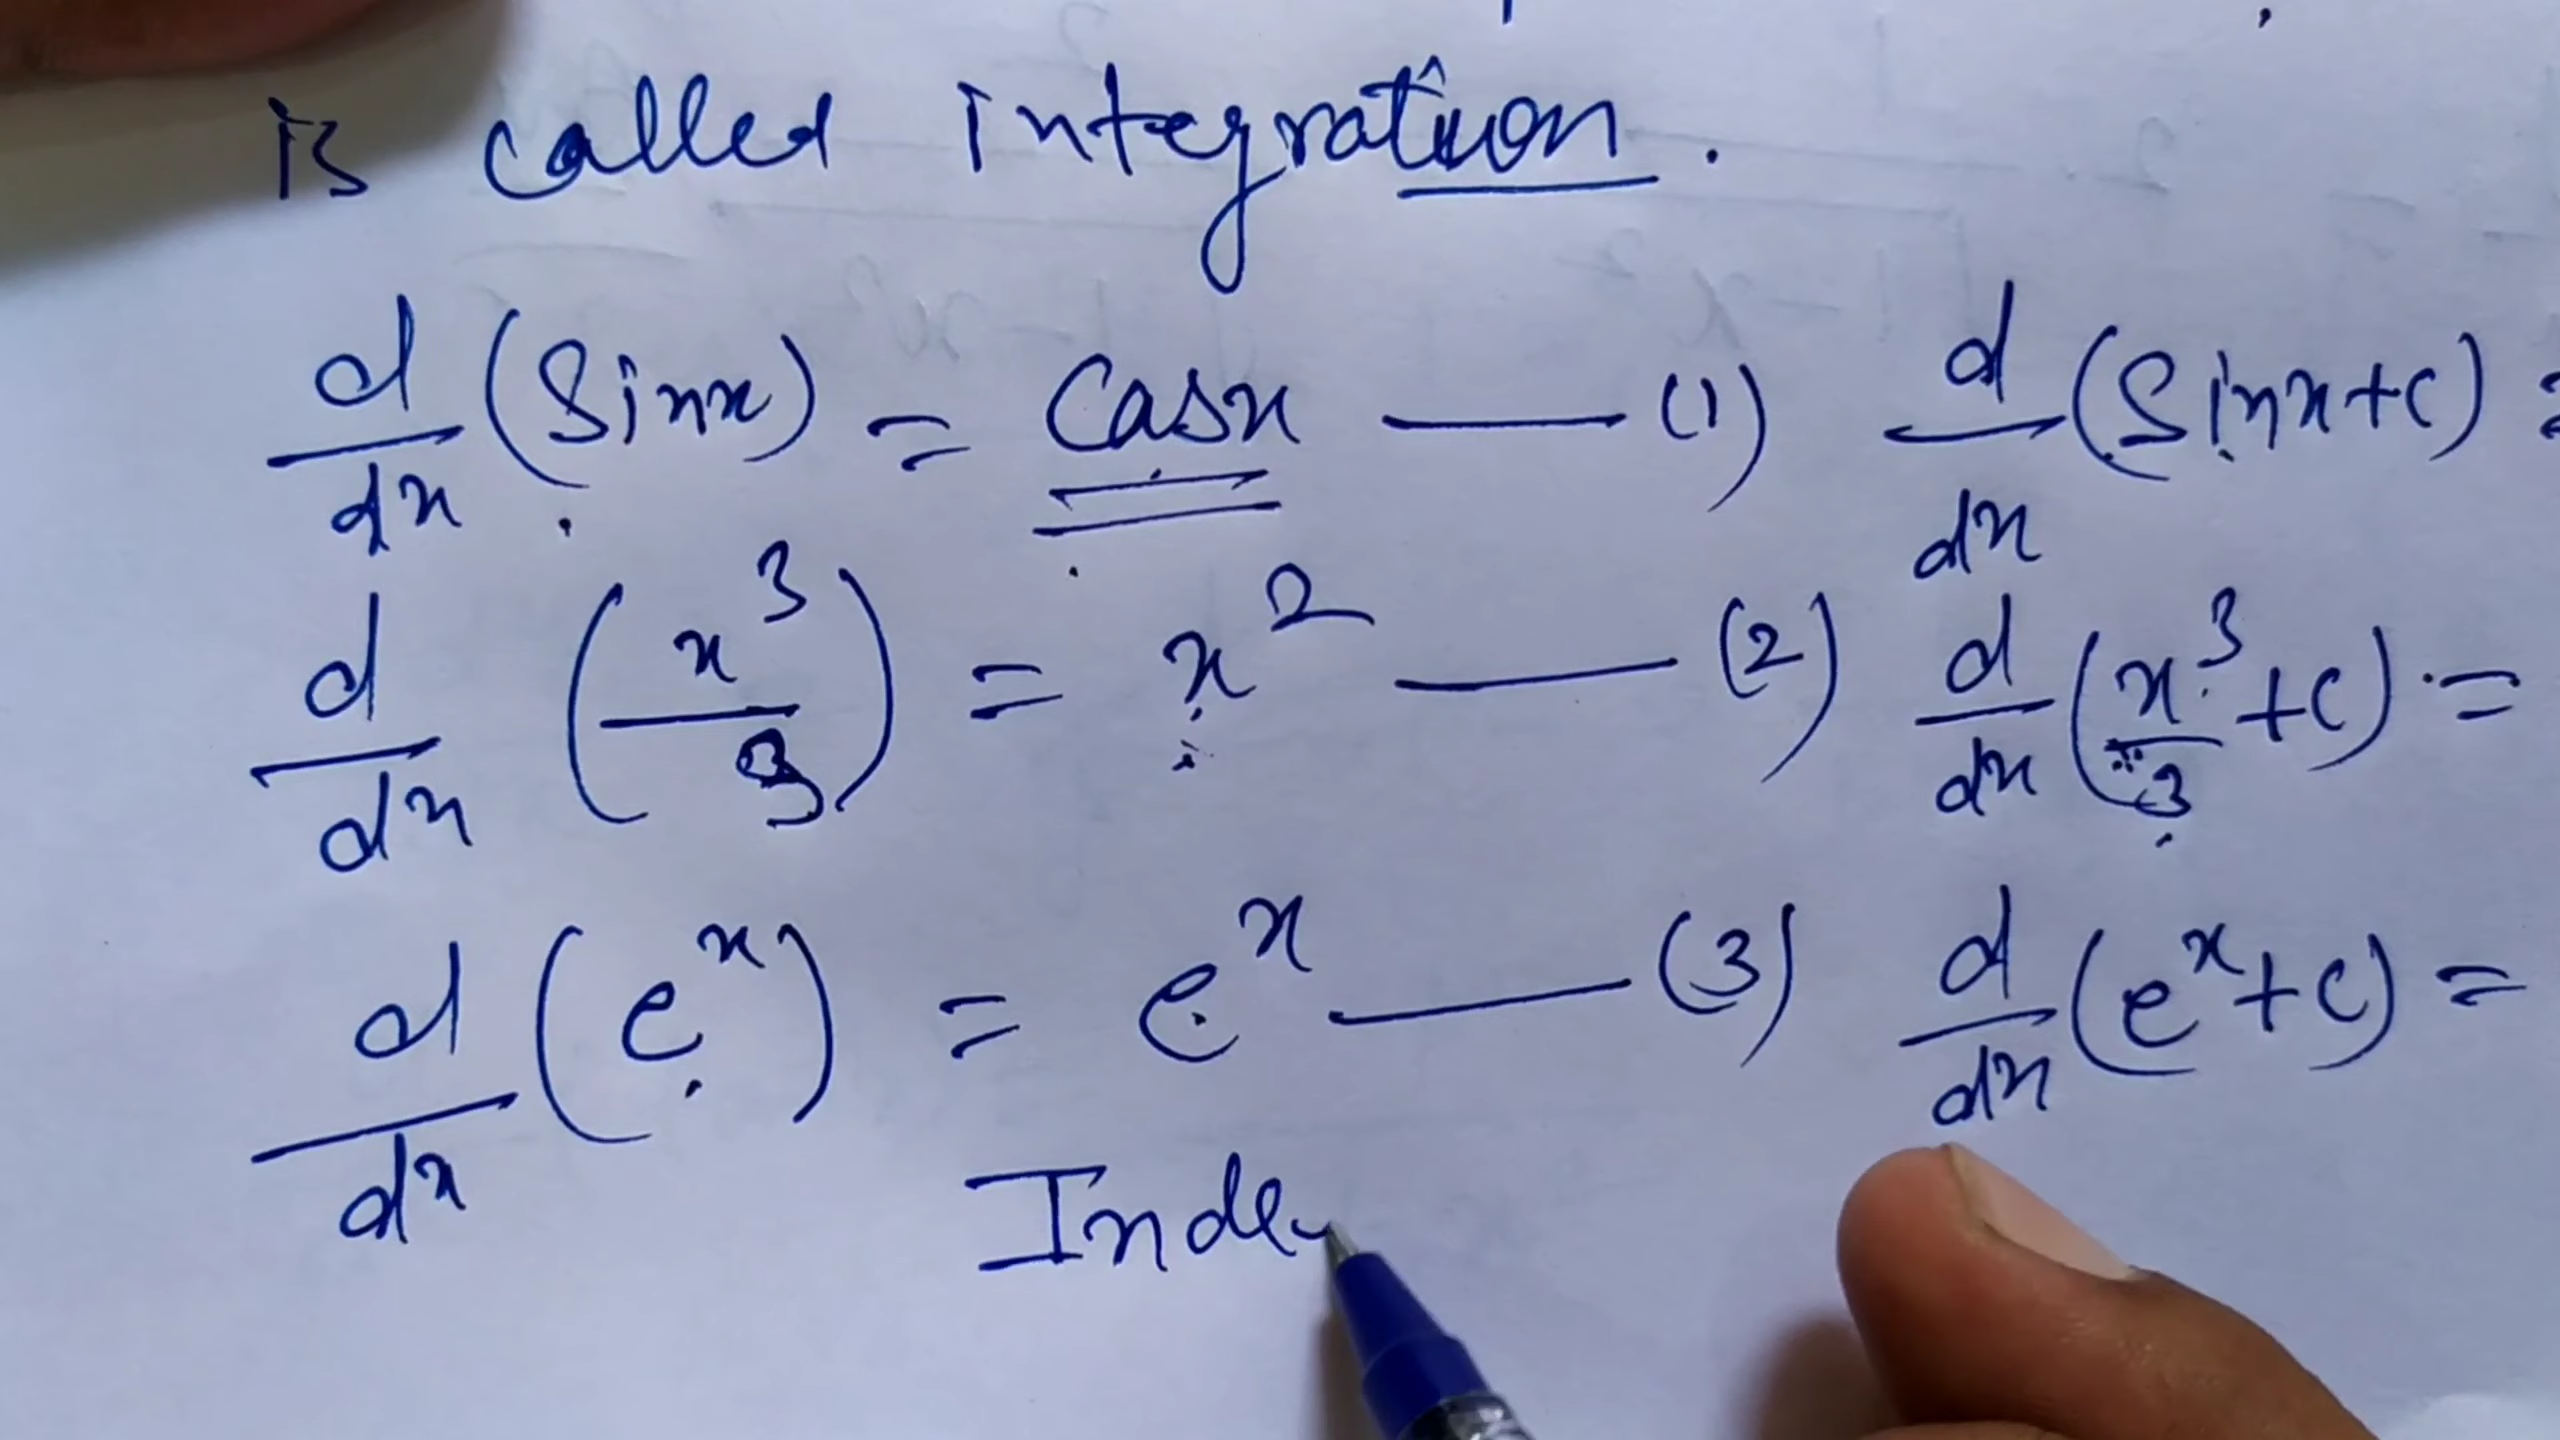 is called integration.
d/dx (Sinx) = Cosx —— (1) d/dx (Sinx+c) =
d/dx (x^3/3) = x^2 —— (2) d/dx (x^3/3 +c) =
d/dx (e^x) = e^x —— (3) d/dx (e^x+c) =
Inde